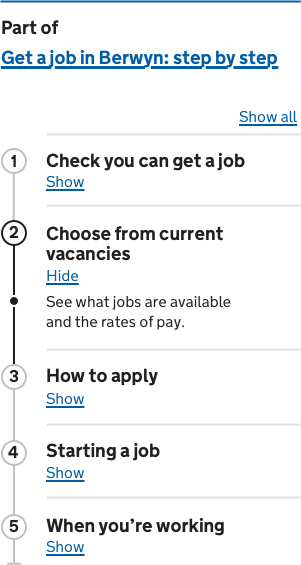 Part of
Get a job in Berwyn: step by step
Show all
1 Check you can get a job
Show
2 Choose from current
vacancies
Hide
See what jobs are available
and the rates of pay.
3 How to apply
Show
4 Starting a job
Show
5 When you’re working
Show